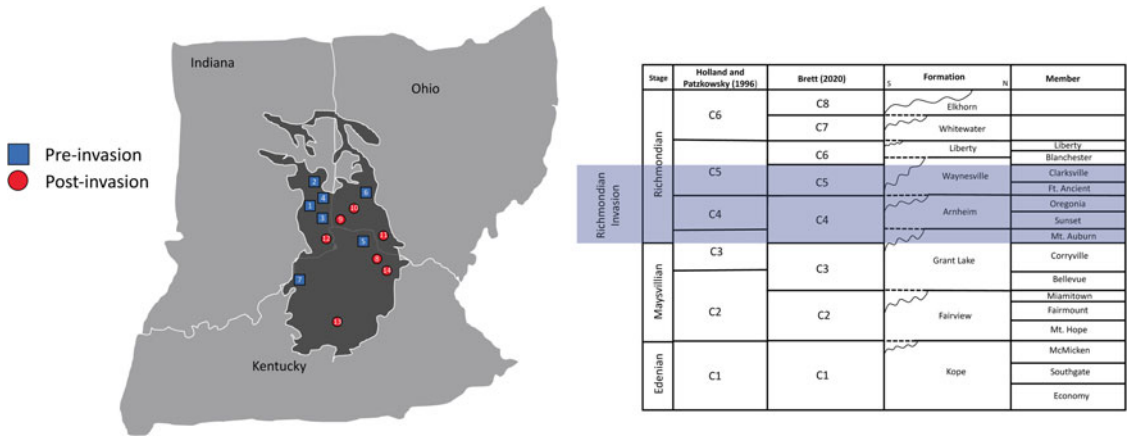 Indiana
Ohio
Pre-invasion
Post-invasion
2
6
4
1
10
3
9
12
5
11
8
14
7
13
Kentucky
Richmondian
Invasion
Stage
Holland and
Patzkowsky (1996)
Brett (2020)
Formation
S
N
Member
Richmondian
Maysvillian
Edenian
C6
C5
C4
C3
C2
C1
C8
C7
C6
C5
C4
C3
C2
C1
Elkhorn
Whitewater
Liberty
Waynesville
Arnheim
Grant Lake
Fairview
Kope
Liberty
Blanchester
Clarksville
Ft. Ancient
Oregonia
Sunset
Mt. Auburn
Corryville
Bellevue
Miamitown
Fairmount
Mt. Hope
McMicken
Southgate
Economy